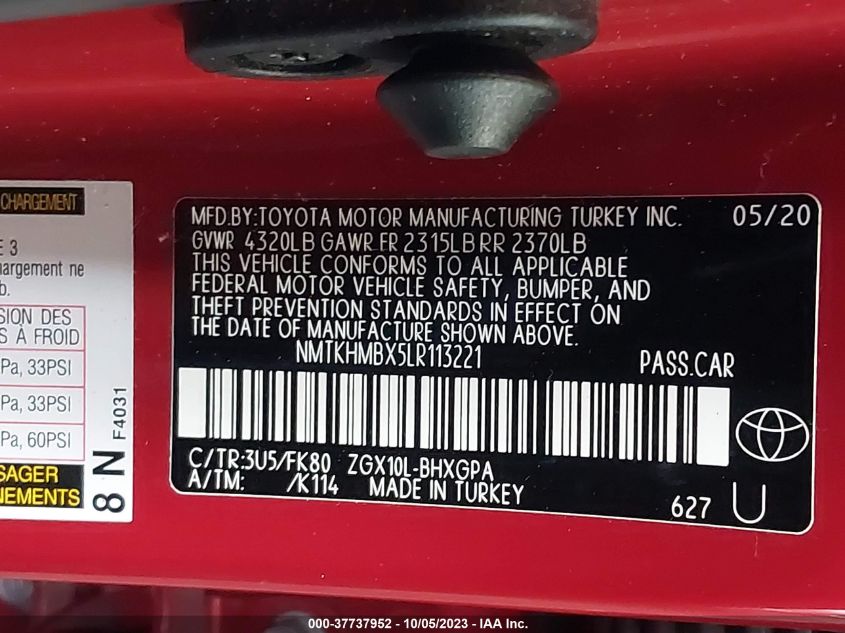 CHARGEMENT
E 3
hargement ne
b.
SION DES
S À FROID
Pa, 33PSI
Pa, 33PSI
Pa, 60PSI
SAGER
NEMENTS
8 N
F4031
MFD.BY:TOYOTA MOTOR MANUFACTURING TURKEY INC. 05/20
GVWR 4320LB GAWR FR 2315LB RR 2370LB
THIS VEHICLE CONFORMS TO ALL APPLICABLE
FEDERAL MOTOR VEHICLE SAFETY, BUMPER, AND
THEFT PREVENTION STANDARDS IN EFFECT ON
THE DATE OF MANUFACTURE SHOWN ABOVE.
NMTKHMBX5LR113221 PASS.CAR
C/TR:3U5/FK80 ZGX10L-BHXGPA
A/TM: /K114 MADE IN TURKEY
627 U
000-37737952 - 10/05/2023 - IAA Inc.